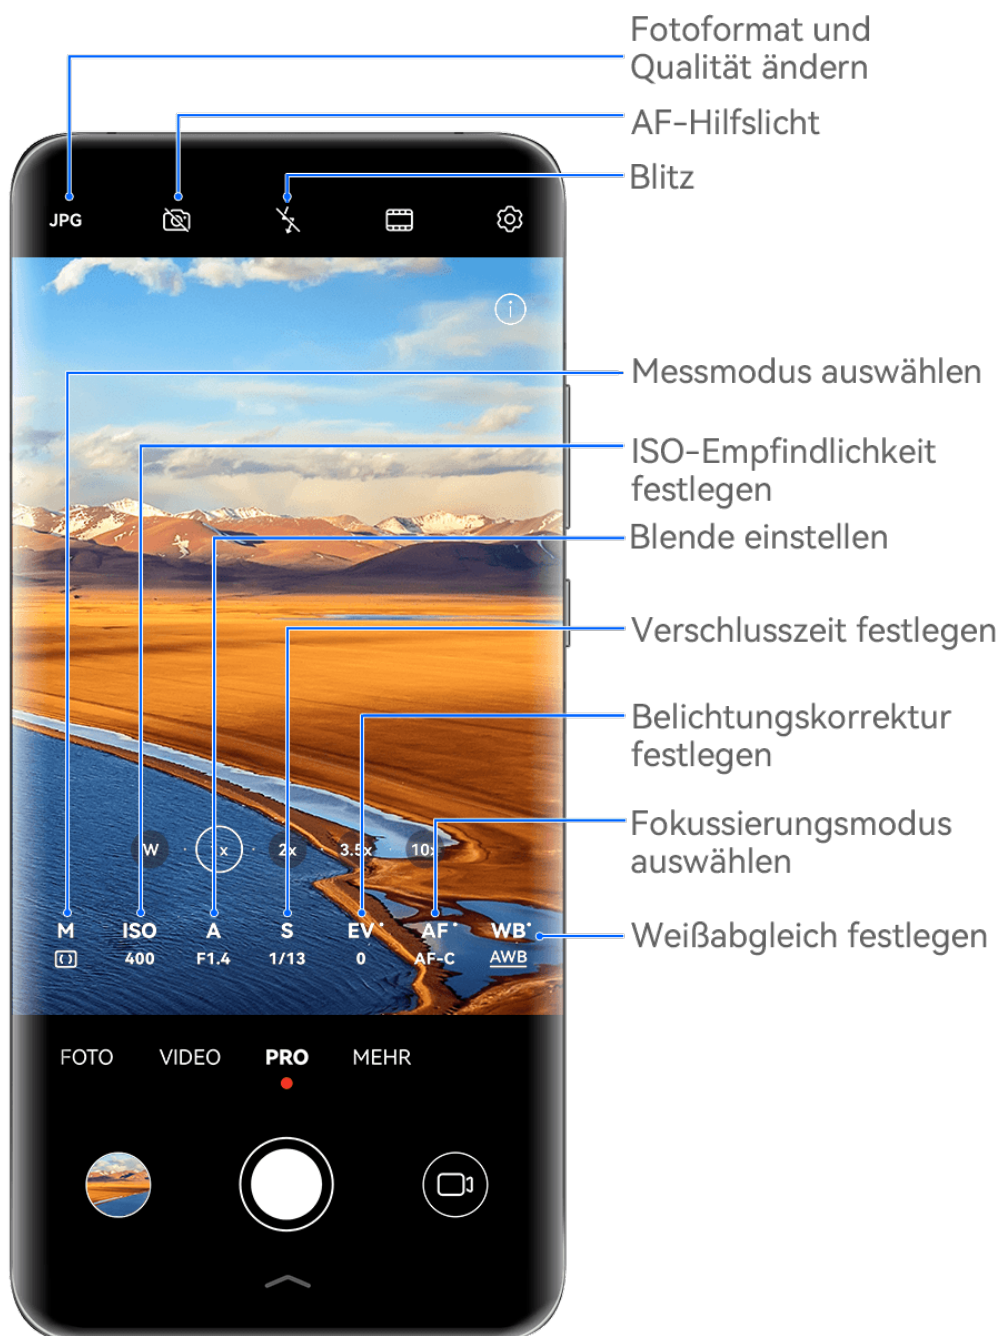 Fotoformat und
Qualität ändern
AF-Hilfslicht
Blitz
JPG
Messmodus auswählen
ISO-Empfindlichkeit
festlegen
Blende einstellen
Verschlusszeit festlegen
Belichtungskorrektur
festlegen
Fokussierungsmodus
auswählen
W 1x 2x 3.5x 10x
M ISO A S EV AF WB
400 F1.4 1/13 0 AF-C AWB
Weißabgleich festlegen
FOTO VIDEO PRO MEHR